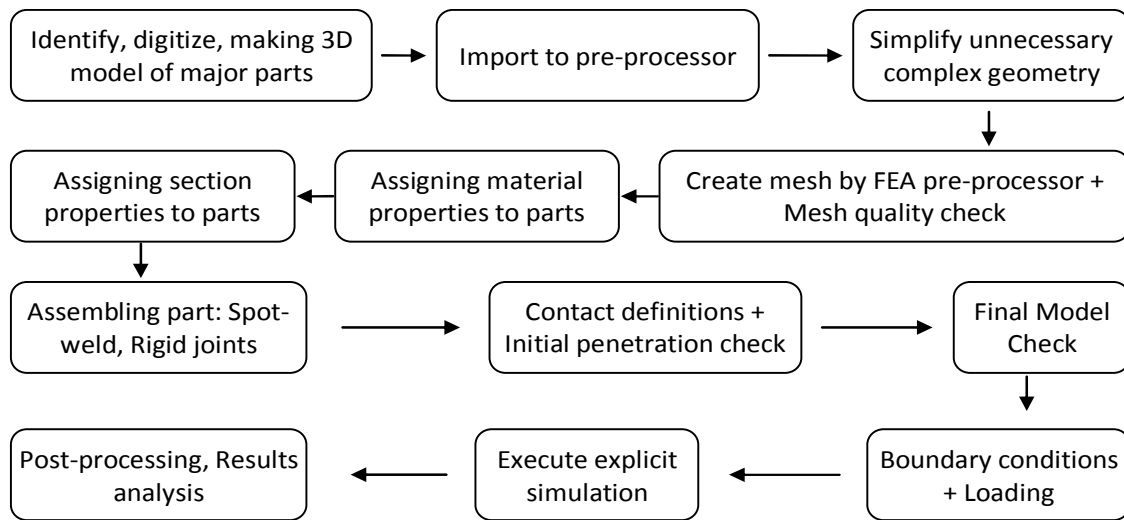 Identify, digitize, making 3D
model of major parts
Import to pre-processor
Simplify unnecessary
complex geometry
Create mesh by FEA pre-processor +
Mesh quality check
Assigning material
properties to parts
Assigning section
properties to parts
Assembling part: Spot-
weld, Rigid joints
Contact definitions +
Initial penetration check
Final Model
Check
Boundary conditions
+ Loading
Execute explicit
simulation
Post-processing, Results
analysis